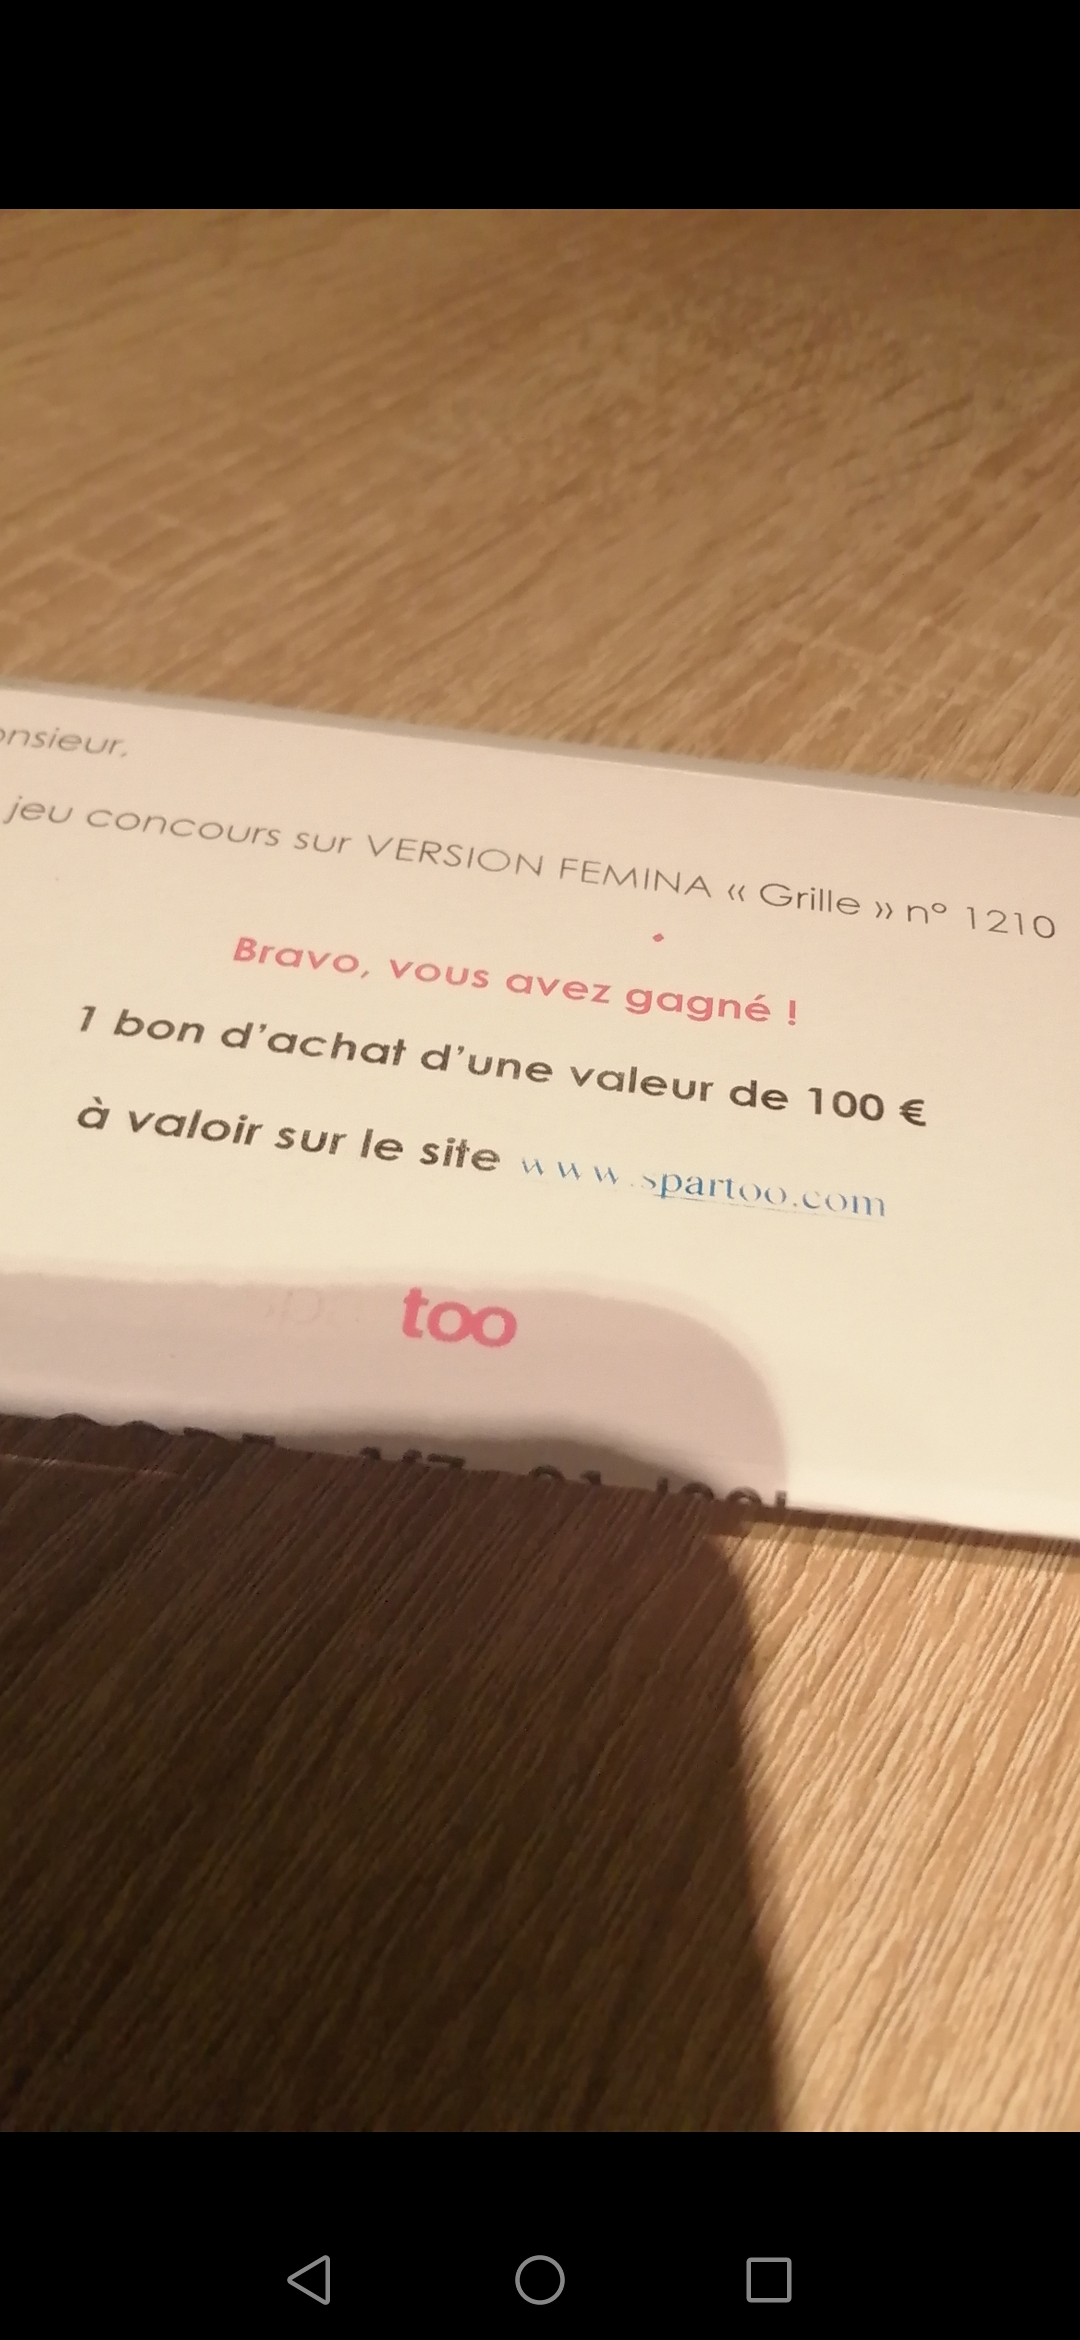 jeu concours sur VERSION FEMINA « Grille » n° 1210
Bravo, vous avez gagné !
1 bon d'achat d'une valeur de 100 €
à valoir sur le site www.spartoo.com
too